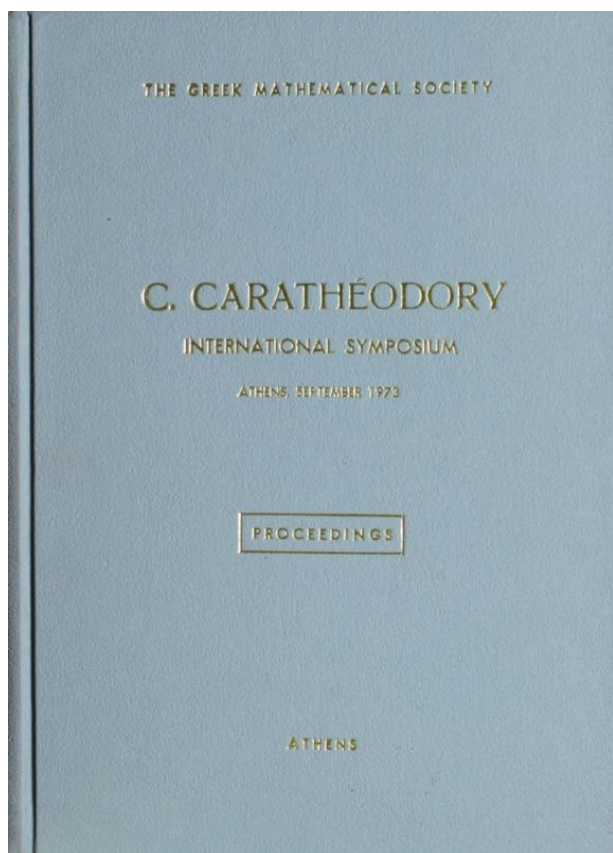 THE GREEK MATHEMATICAL SOCIETY
C. CARATHÉODORY
INTERNATIONAL SYMPOSIUM
ATHENS, SEPTEMBER 1973
PROCEEDINGS
ATHENS